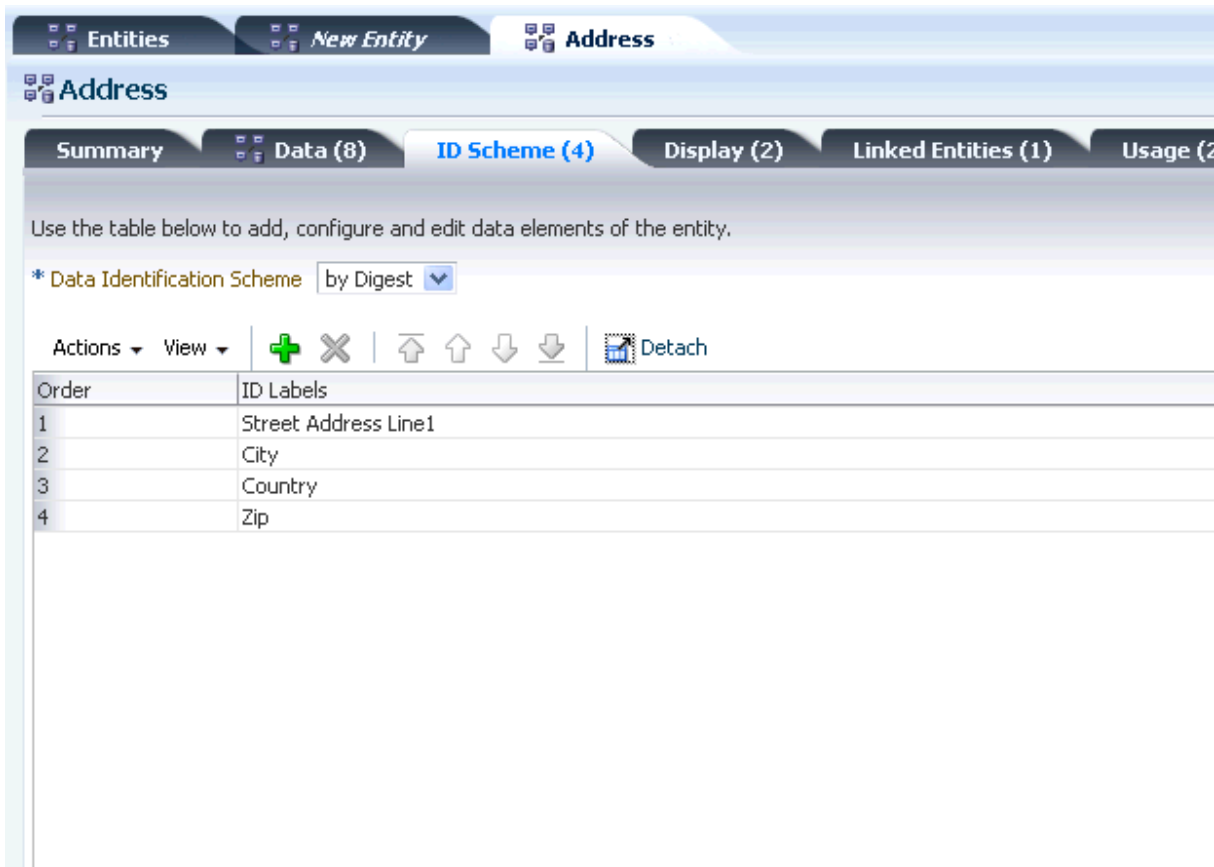 Entities New Entity Address
Address
Summary Data (8) ID Scheme (4) Display (2) Linked Entities (1) Usage (2
Use the table below to add, configure and edit data elements of the entity.
* Data Identification Scheme by Digest
Actions View Detach
Order ID Labels
1 Street Address Line1
2 City
3 Country
4 Zip